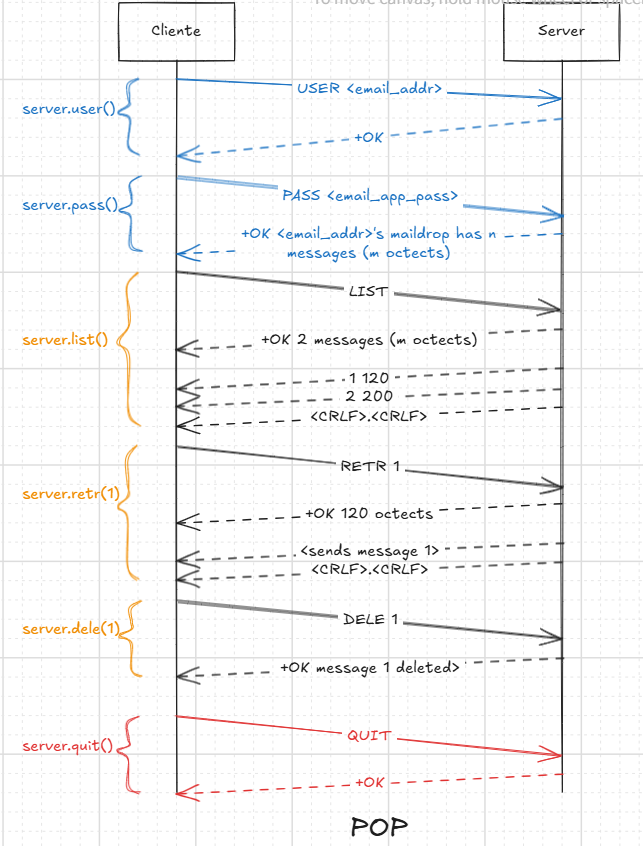 To move canvas, hold mouse
Cliente
Server
server.user()
USER <email_addr>
+OK
server.pass()
PASS <email_app_pass>
+OK <email_addr>'s maildrop has n
messages (m octects)
server.list()
LIST
+OK 2 messages (m octects)
1 120
2 200
<CRLF>.<CRLF>
server.retr(1)
RETR 1
+OK 120 octects
<sends message 1>
<CRLF>.<CRLF>
server.dele(1)
DELE 1
+OK message 1 deleted>
server.quit()
QUIT
+OK
POP